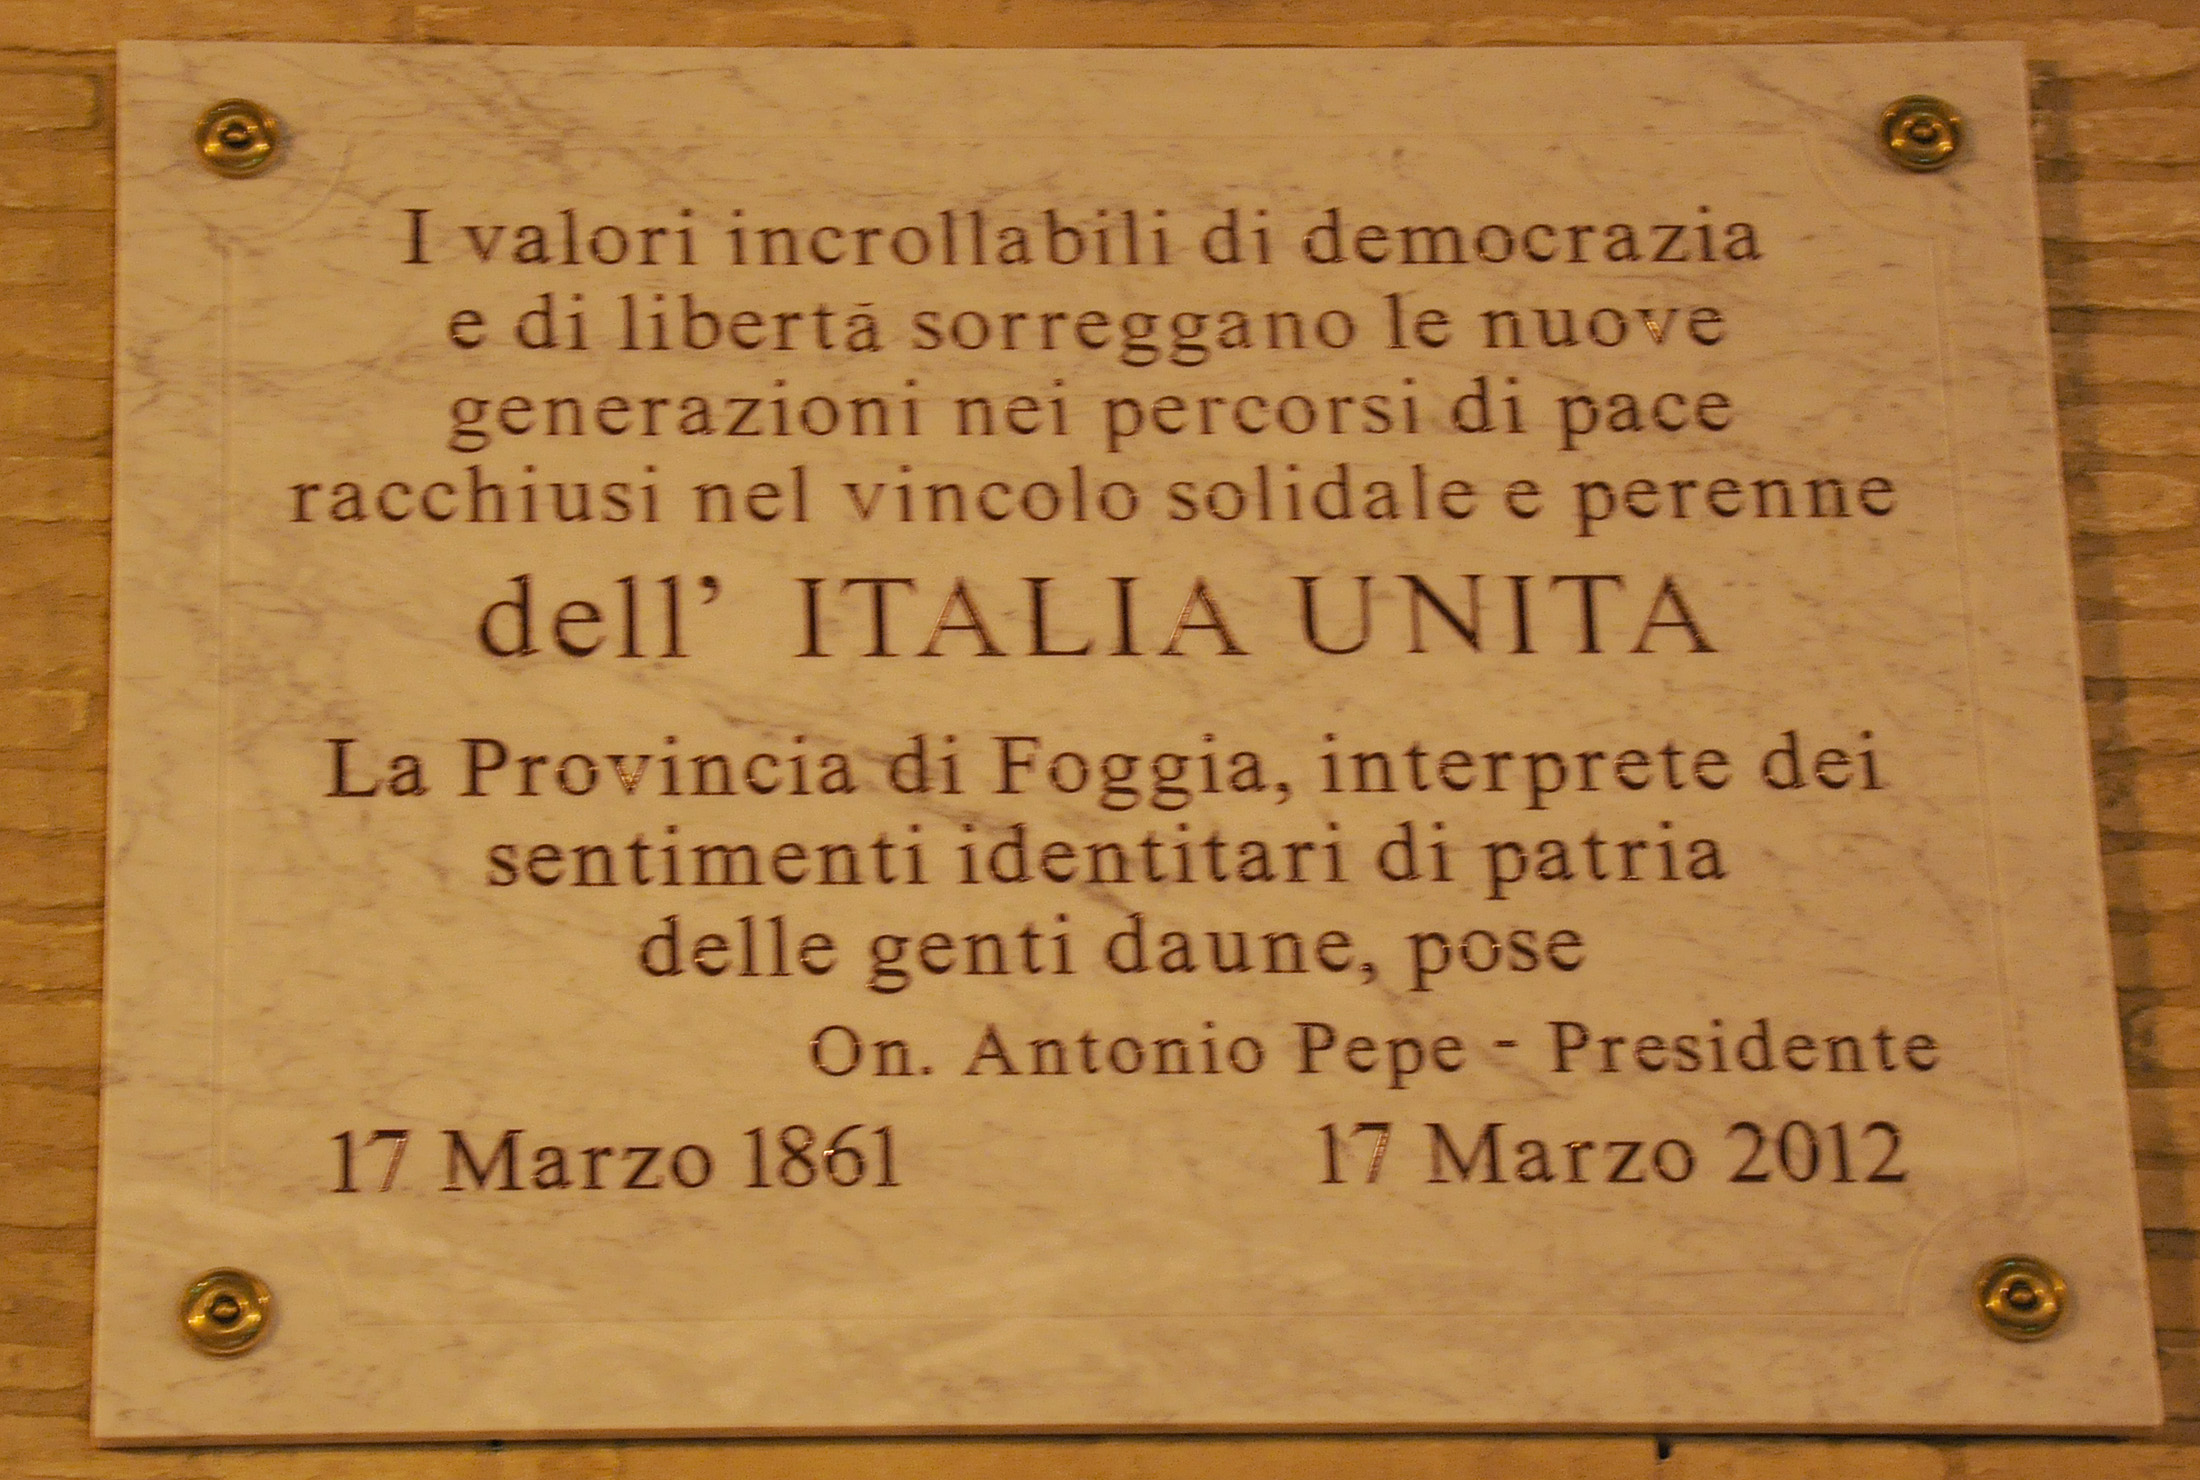 I valori incrollabili di democrazia
e di libertà sorreggano le nuove
generazioni nei percorsi di pace
racchiusi nel vincolo solidale e perenne
dell' ITALIA UNITA
La Provincia di Foggia, interprete dei
sentimenti identitari di patria
delle genti daune, pose
On. Antonio Pepe - Presidente
17 Marzo 1861 17 Marzo 2012